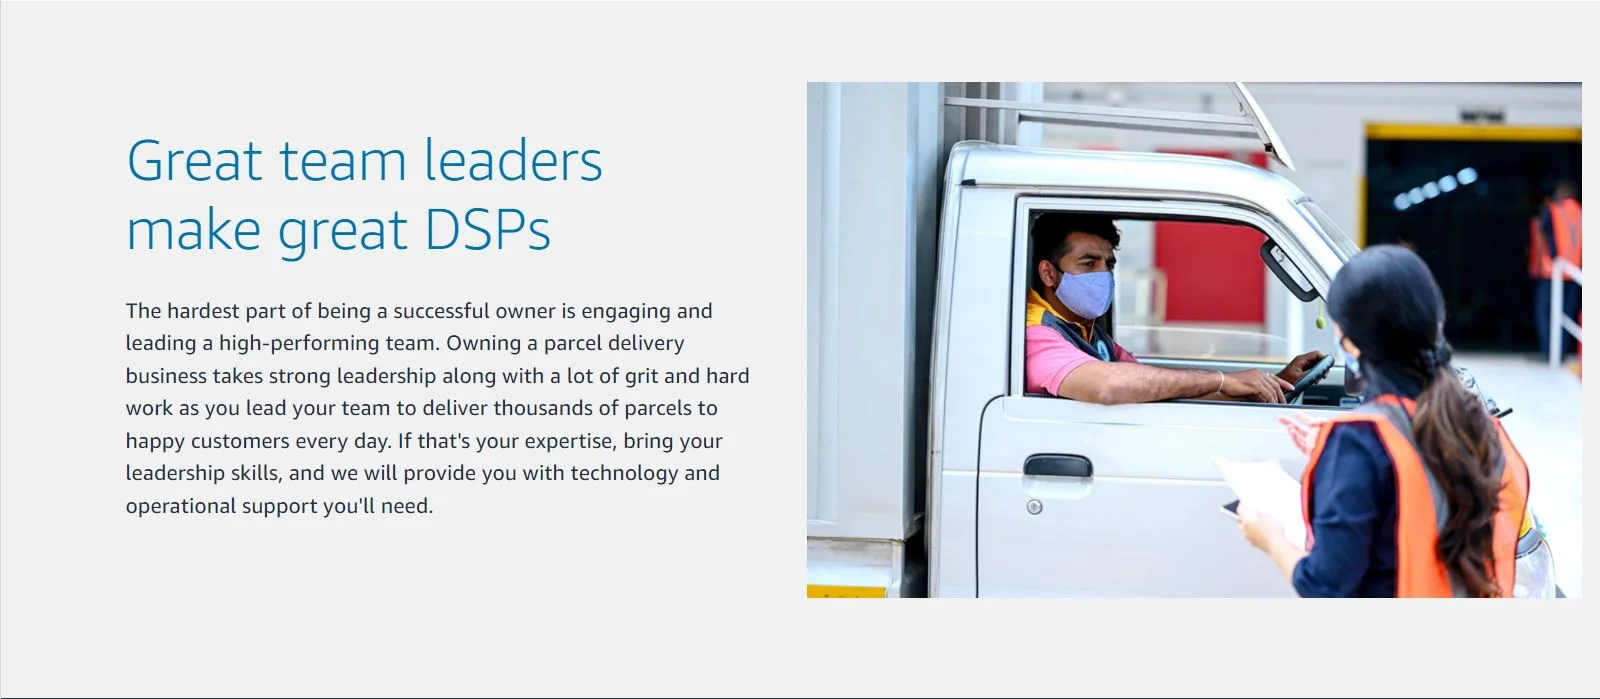 Great team leaders
make great DSPs
The hardest part of being a successful owner is engaging and
leading a high-performing team. Owning a parcel delivery
business takes strong leadership along with a lot of grit and hard
work as you lead your team to deliver thousands of parcels to
happy customers every day. If that's your expertise, bring your
leadership skills, and we will provide you with technology and
operational support you'll need.